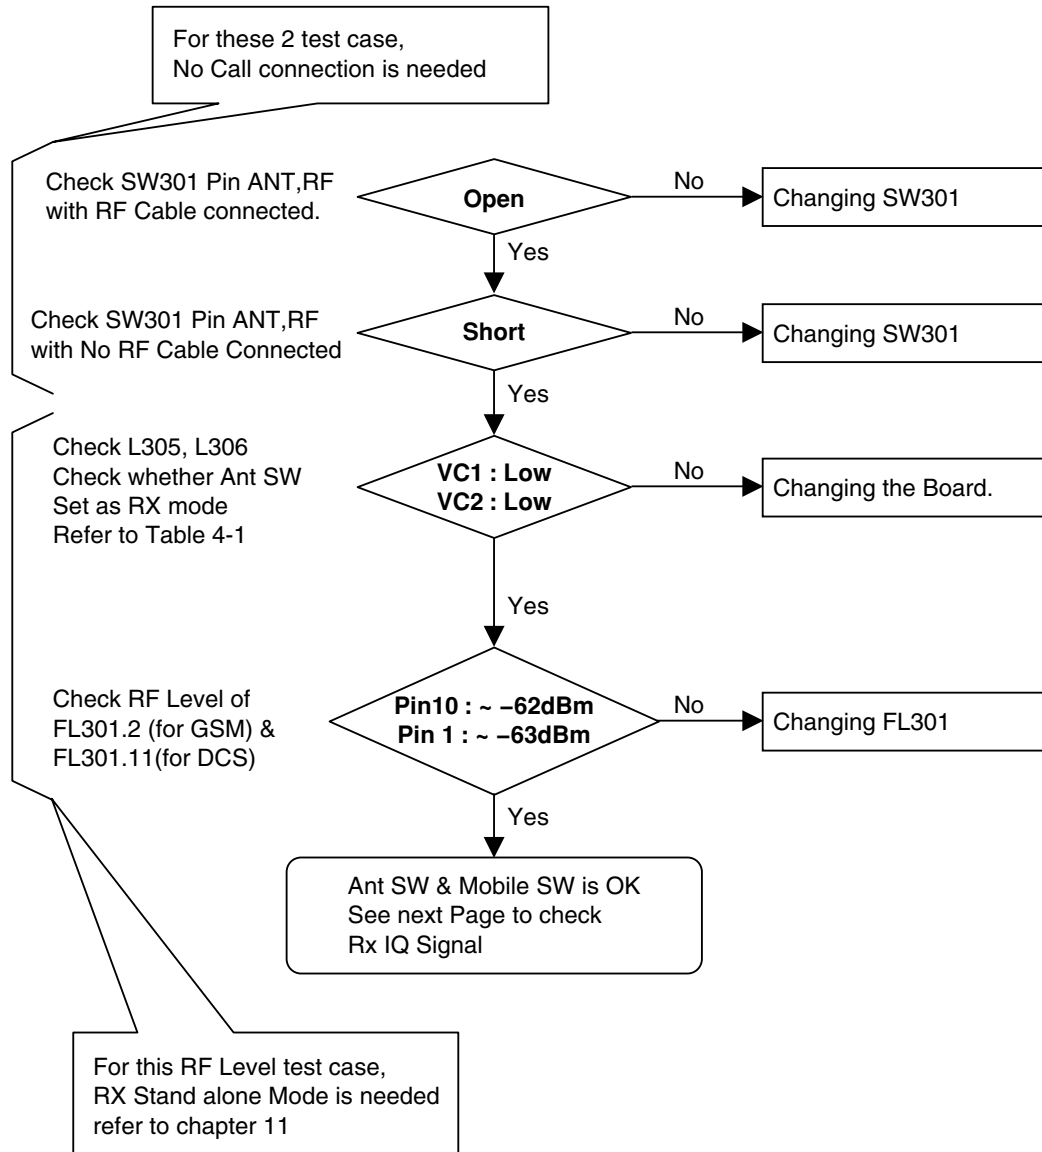 For these 2 test case,
No Call connection is needed
Check SW301 Pin ANT,RF
with RF Cable connected.
Open
No
Changing SW301
Yes
Check SW301 Pin ANT,RF
with No RF Cable Connected
Short
No
Changing SW301
Yes
Check L305, L306
Check whether Ant SW
Set as RX mode
Refer to Table 4-1
VC1 : Low
VC2 : Low
No
Changing the Board.
Yes
Check RF Level of
FL301.2 (for GSM) &
FL301.11(for DCS)
Pin10 : ~ −62dBm
Pin 1 : ~ −63dBm
No
Changing FL301
Yes
Ant SW & Mobile SW is OK
See next Page to check
Rx IQ Signal
For this RF Level test case,
RX Stand alone Mode is needed
refer to chapter 11